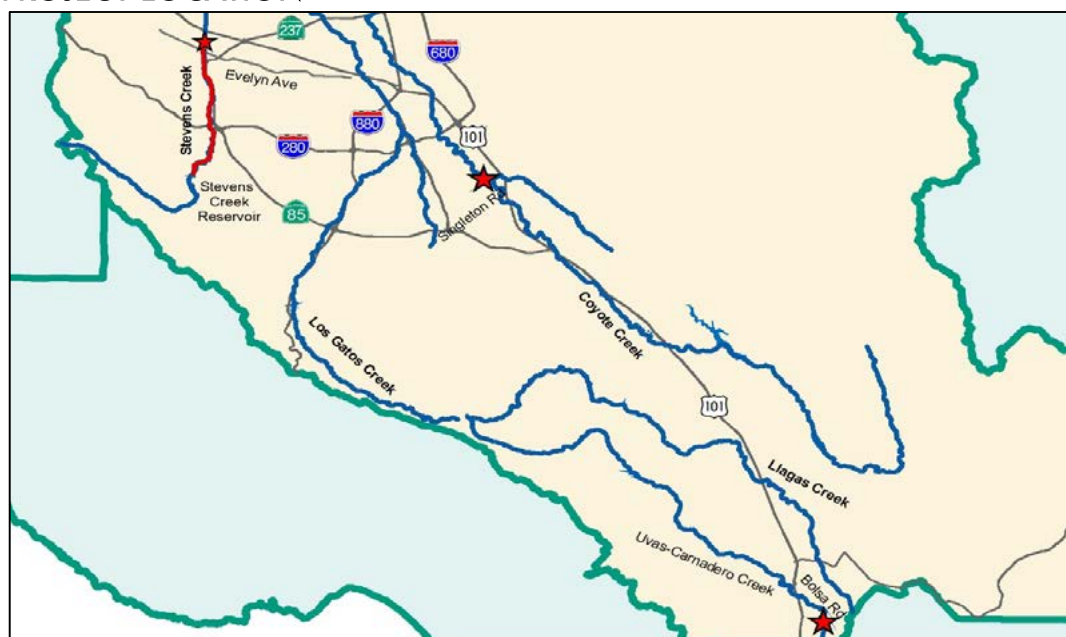 237
680
Evelyn Ave
Stevens Creek
880
101
280
Stevens
Creek
Reservoir
85
Singleton Rd
Coyote Creek
Los Gatos Creek
101
Llagas Creek
Uvas-Carnadero Creek
Bolsa Rd